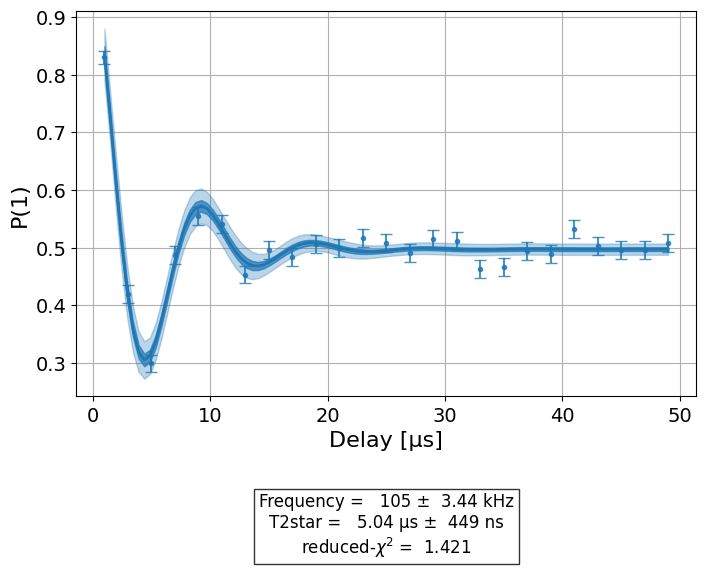 0.9
0.8
0.7
0.6
0.5
0.4
0.3
P(1)
0 10 20 30 40 50
Delay [μs]
Frequency = 105 ± 3.44 kHz
T2star = 5.04 μs ± 449 ns
reduced-χ² = 1.421